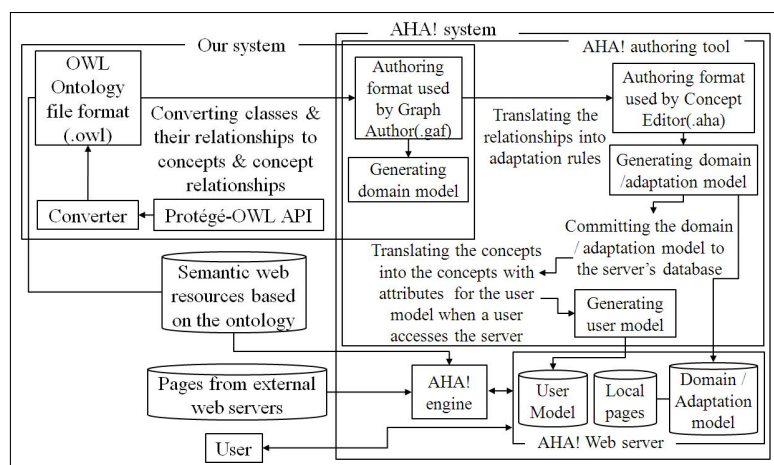 AHA! system
Our system
AHA! authoring tool
OWL
Ontology
file format
(.owl)
Converting classes &
their relationships to
concepts & concept
relationships
Converter
Protégé-OWL API
Authoring
format used
by Graph
Author(.gaf)
Generating
domain model
Translating the
relationships into
adaptation rules
Authoring format
used by Concept
Editor(.aha)
Generating domain
/adaptation model
Committing the domain
/ adaptation model to
the server's database
Translating the concepts
into the concepts with
attributes for the user
model when a user
accesses the server
Generating
user model
Semantic web
resources based
on the ontology
Pages from external
web servers
AHA!
engine
User
Model
Local
pages
Domain /
Adaptation
model
AHA! Web server
User